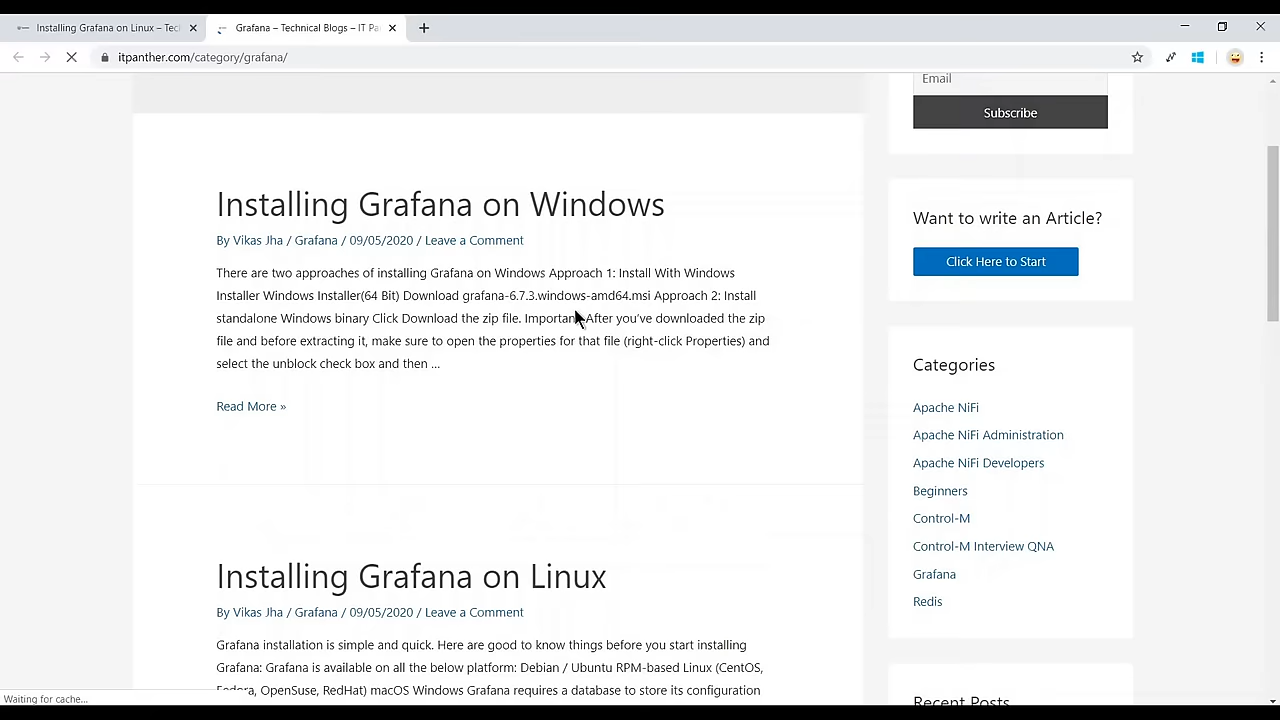 Installing Grafana on Linux – Tec
Grafana – Technical Blogs – IT Pa
itpanther.com/category/grafana/
Email
Subscribe
Installing Grafana on Windows
By Vikas Jha / Grafana / 09/05/2020 / Leave a Comment
There are two approaches of installing Grafana on Windows Approach 1: Install With Windows
Installer Windows Installer(64 Bit) Download grafana-6.7.3.windows-amd64.msi Approach 2: Install
standalone Windows binary Click Download the zip file. Important: After you've downloaded the zip
file and before extracting it, make sure to open the properties for that file (right-click Properties) and
select the unblock check box and then ...
Read More »
Installing Grafana on Linux
By Vikas Jha / Grafana / 09/05/2020 / Leave a Comment
Grafana installation is simple and quick. Here are good to know things before you start installing
Grafana: Grafana is available on all the below platform: Debian / Ubuntu RPM-based Linux (CentOS,
Fedora, OpenSuse, RedHat) macOS Windows Grafana requires a database to store its configuration
Want to write an Article?
Click Here to Start
Categories
Apache NiFi
Apache NiFi Administration
Apache NiFi Developers
Beginners
Control-M
Control-M Interview QNA
Grafana
Redis
Recent Posts
Waiting for cache...